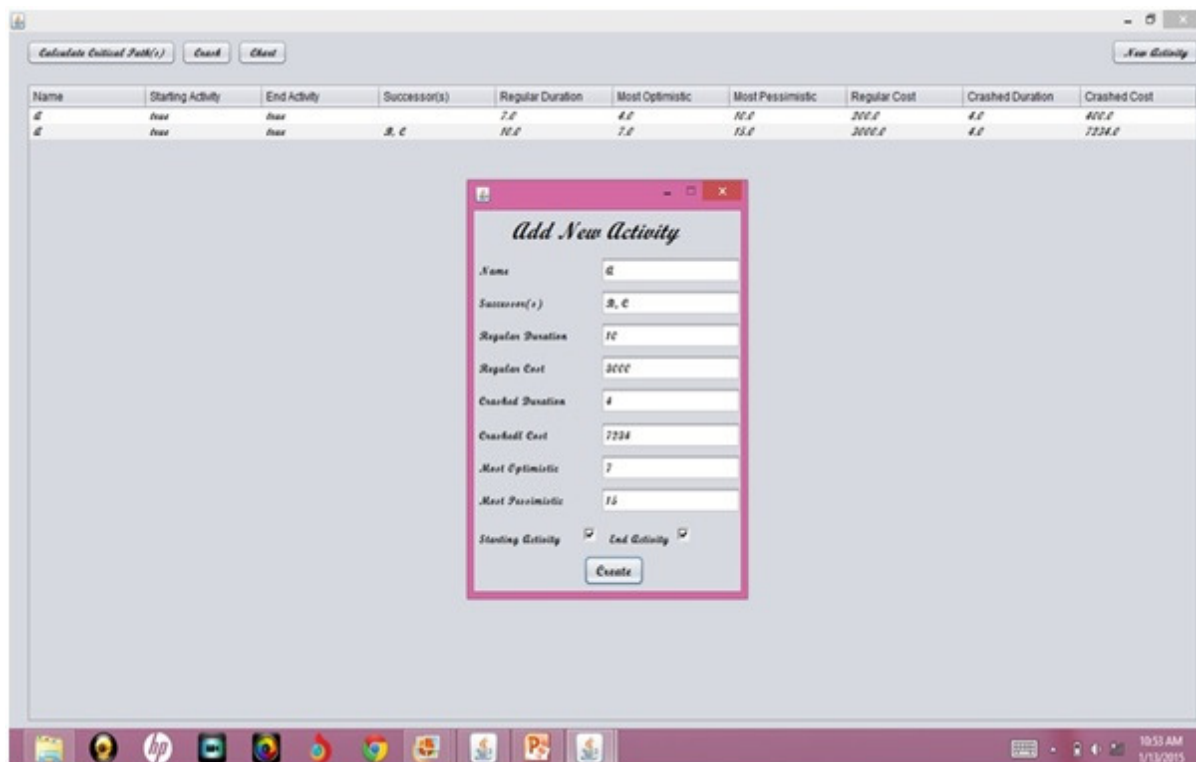 Calculate Critical Path(s) Crash Chart New Activity
Name Starting Activity End Activity Successor(s) Regular Duration Most Optimistic Most Pessimistic Regular Cost Crashed Duration Crashed Cost
A true true 7.0 4.0 10.0 200.0 4.0 400.0
A true true B, C 10.0 7.0 15.0 3000.0 4.0 7234.0
Add New Activity
Name A
Successor(s) B, C
Regular Duration 10
Regular Cost 3000
Crashed Duration 4
Crashedl Cost 7234
Most Optimistic 7
Most Pessimistic 15
Starting Activity End Activity
Create
hp
10:53 AM
1/13/2015